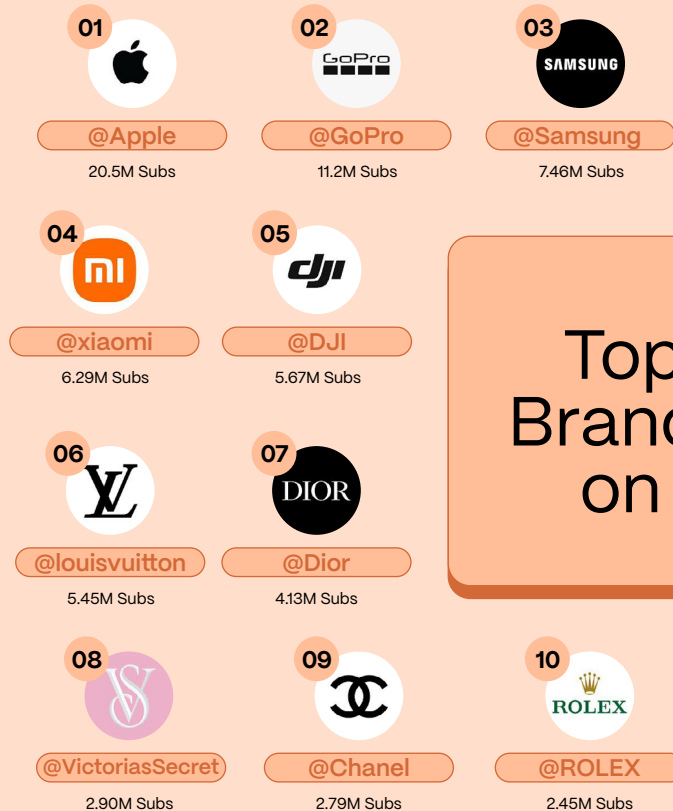 01
02
03
GoPro
SAMSUNG
@Apple
@GoPro
@Samsung
20.5M Subs
11.2M Subs
7.46M Subs
04
05
mi
dji
@xiaomi
@DJI
6.29M Subs
5.67M Subs
Top
Branc
on
06
07
LV
DIOR
@louisvuitton
@Dior
5.45M Subs
4.13M Subs
08
09
10
VS
ROLEX
@VictoriasSecret
@Chanel
@ROLEX
2.90M Subs
2.79M Subs
2.45M Subs